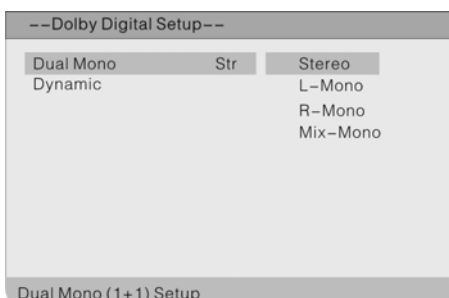 --Dolby Digital Setup--
Dual Mono Str Stereo
Dynamic L-Mono
R-Mono
Mix-Mono
Dual Mono (1+1) Setup